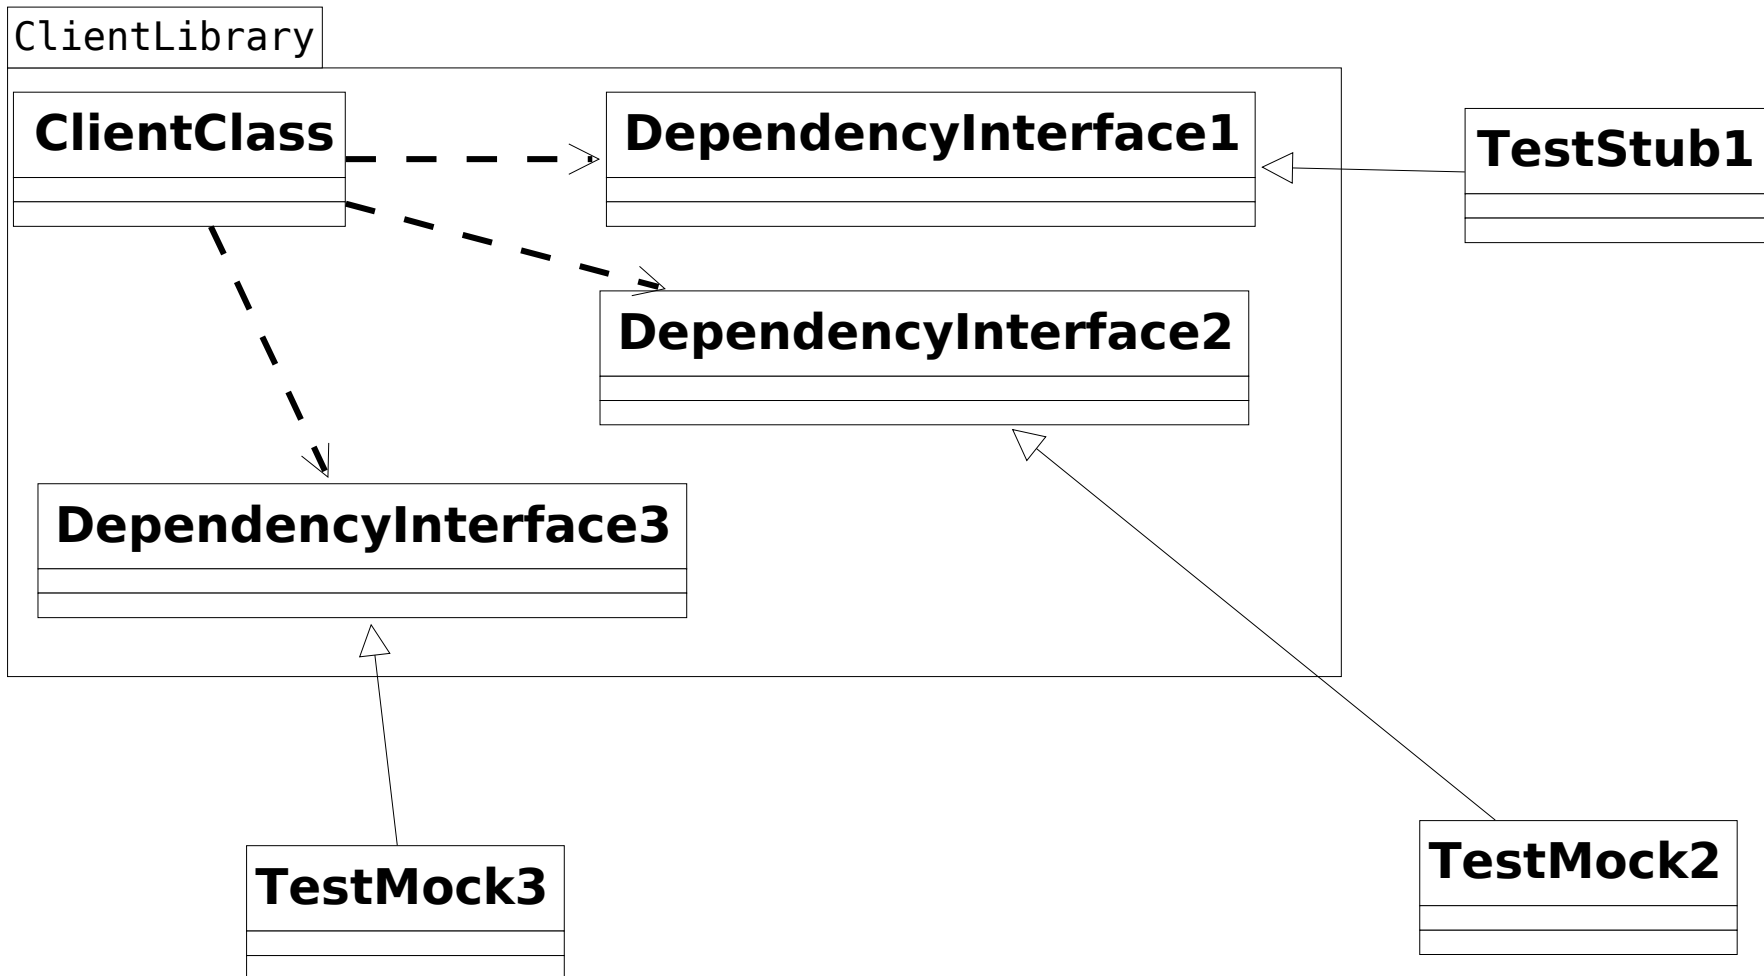 ClientLibrary
ClientClass
DependencyInterface1
TestStub1
DependencyInterface2
DependencyInterface3
TestMock3
TestMock2